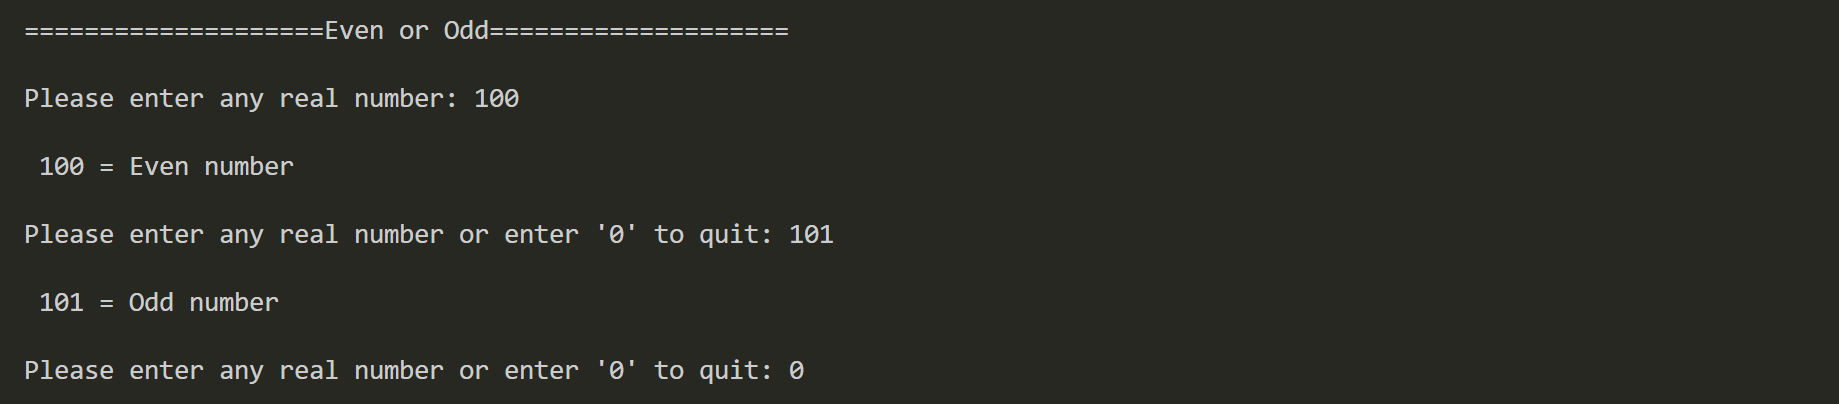 ====================Even or Odd====================
Please enter any real number: 100
 100 = Even number
Please enter any real number or enter '0' to quit: 101
 101 = Odd number
Please enter any real number or enter '0' to quit: 0